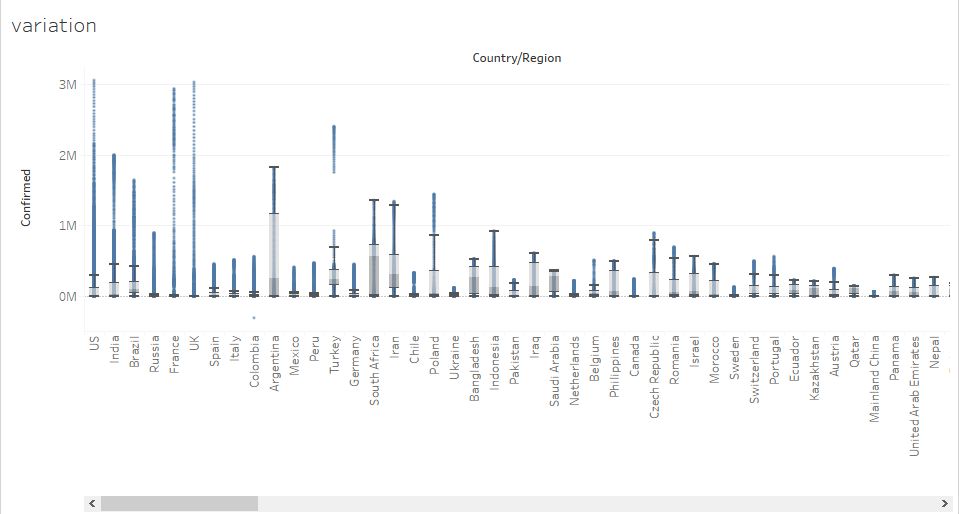 variation
Country/Region
Confirmed
3M
2M
1M
0M
US
India
Brazil
Russia
France
UK
Spain
Italy
Colombia
Argentina
Mexico
Peru
Turkey
Germany
South Africa
Iran
Chile
Poland
Ukraine
Bangladesh
Indonesia
Pakistan
Iraq
Saudi Arabia
Netherlands
Belgium
Philippines
Canada
Czech Republic
Romania
Israel
Morocco
Sweden
Switzerland
Portugal
Ecuador
Kazakhstan
Austria
Qatar
Mainland China
Panama
United Arab Emirates
Nepal